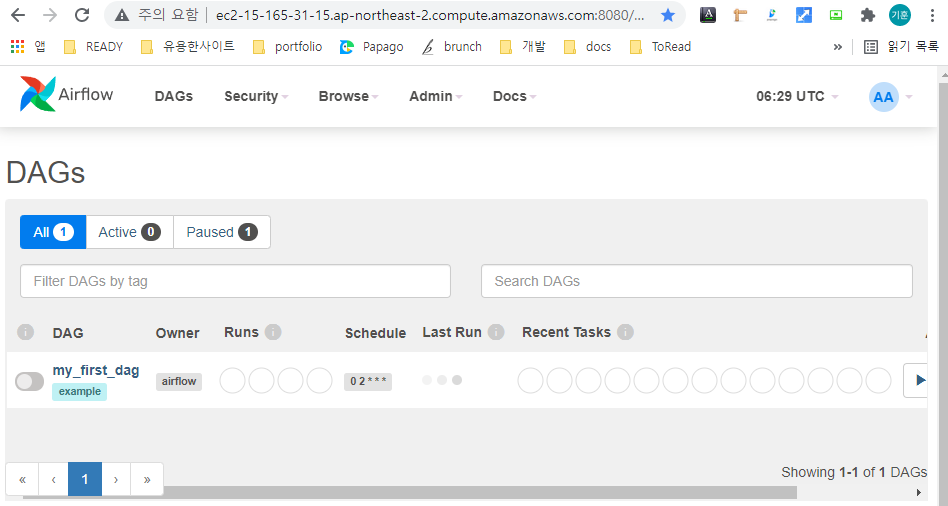 주의 요함 ec2-15-165-31-15.ap-northeast-2.compute.amazonaws.com:8080/... 기훈
앱 READY 유용한사이트 portfolio Papago brunch 개발 docs ToRead » 읽기 목록
Airflow DAGs Security Browse Admin Docs 06:29 UTC AA
DAGs
All 1 Active 0 Paused 1
Filter DAGs by tag Search DAGs
DAG Owner Runs Schedule Last Run Recent Tasks
my_first_dag
example airflow 0 2 * * *
« ‹ 1 › »
Showing 1-1 of 1 DAGs